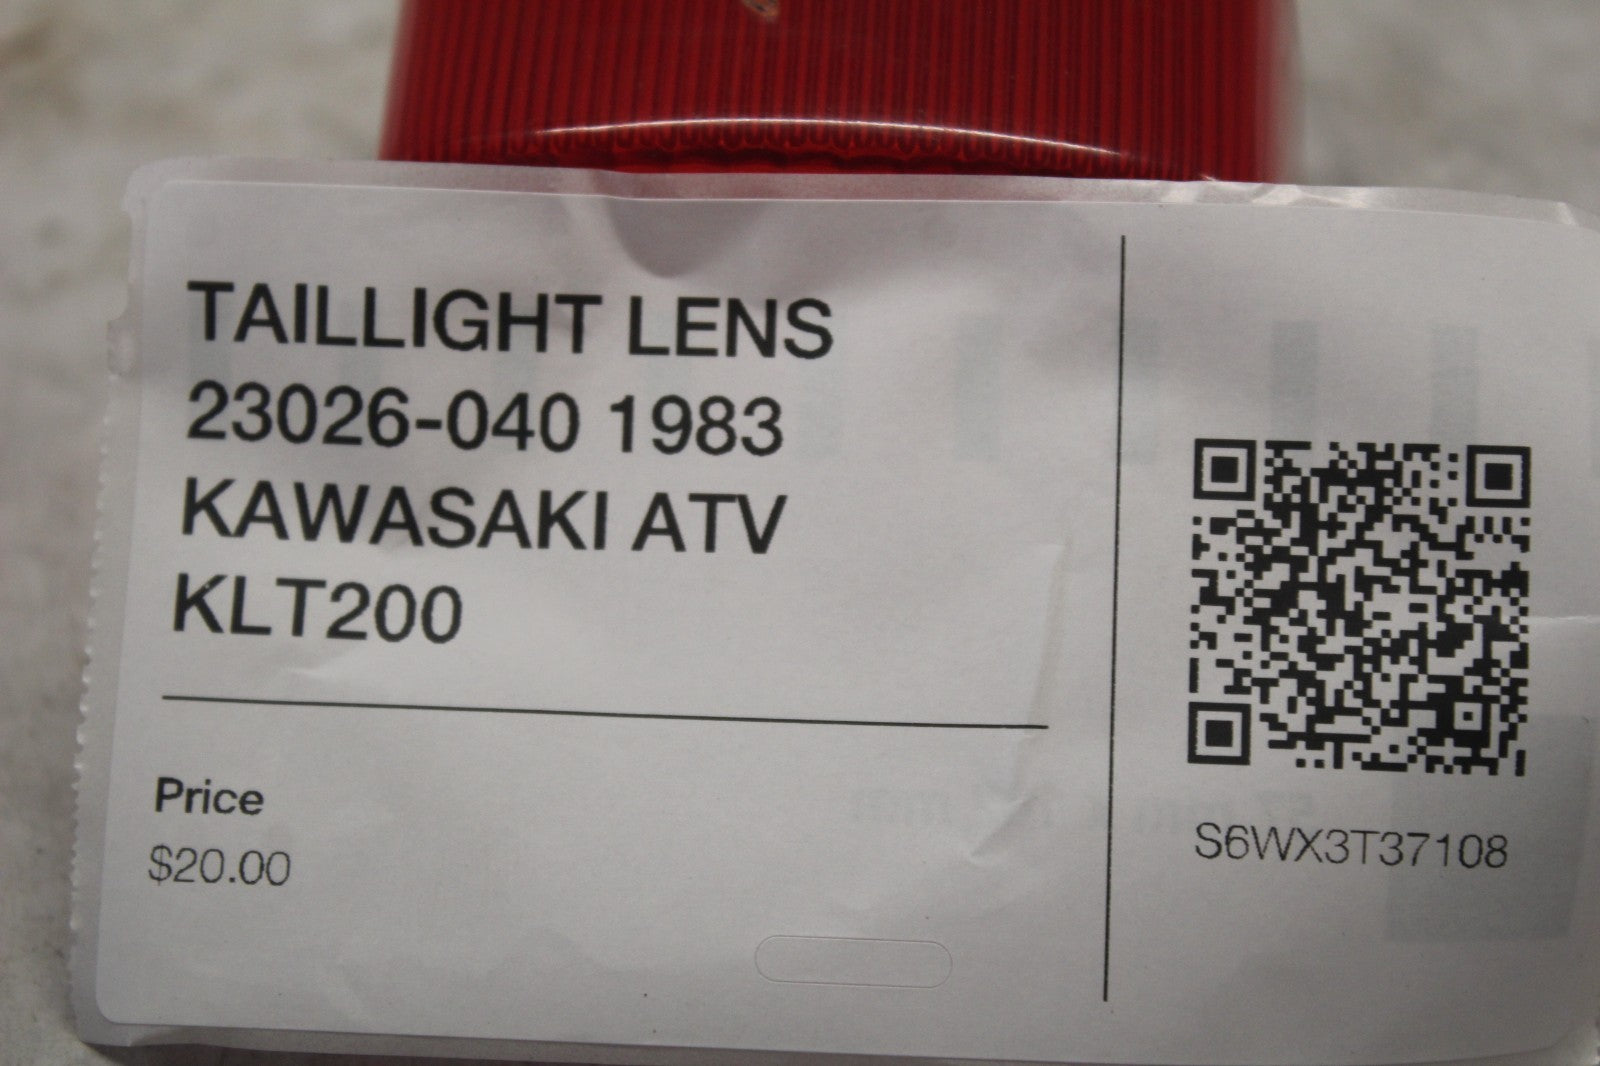 TAILLIGHT LENS
23026-040 1983
KAWASAKI ATV
KLT200
Price
$20.00
S6WX3T37108